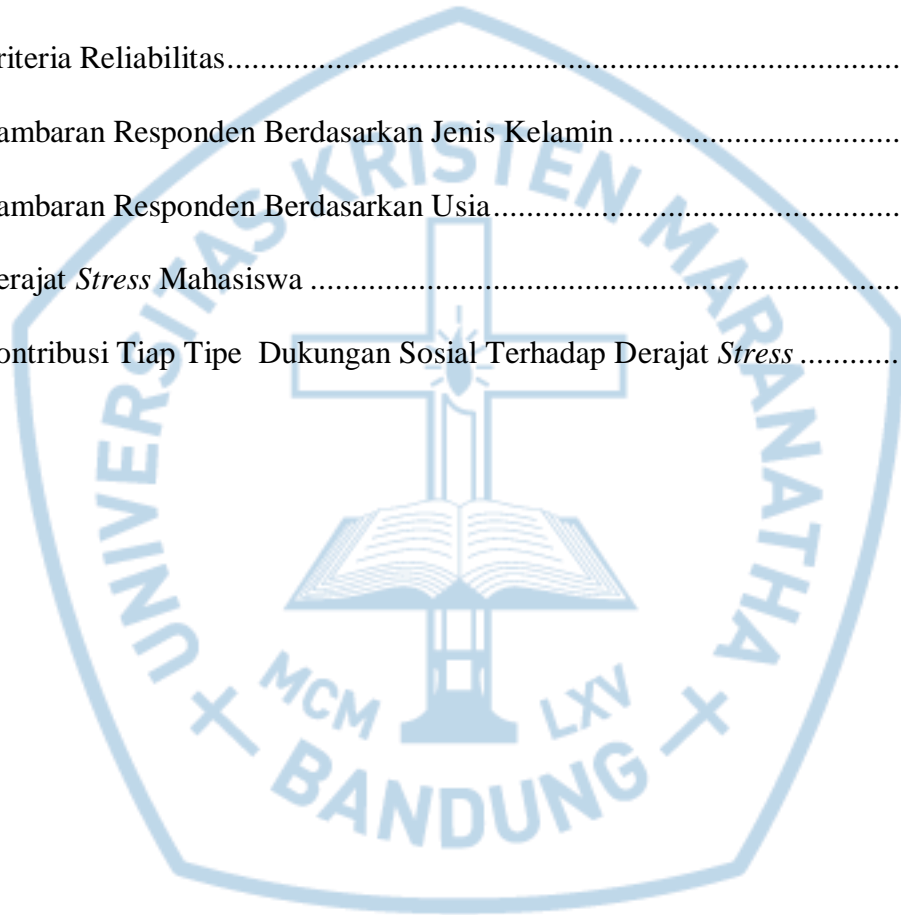 riteria Reliabilitas....................................................................................
ambaran Responden Berdasarkan Jenis Kelamin ...................................
ambaran Responden Berdasarkan Usia..................................................
erajat Stress Mahasiswa ........................................................................
ontribusi Tiap Tipe  Dukungan Sosial Terhadap Derajat Stress ............
UNIVERSITAS KRISTEN MARANATHA
MCM LXV
BANDUNG